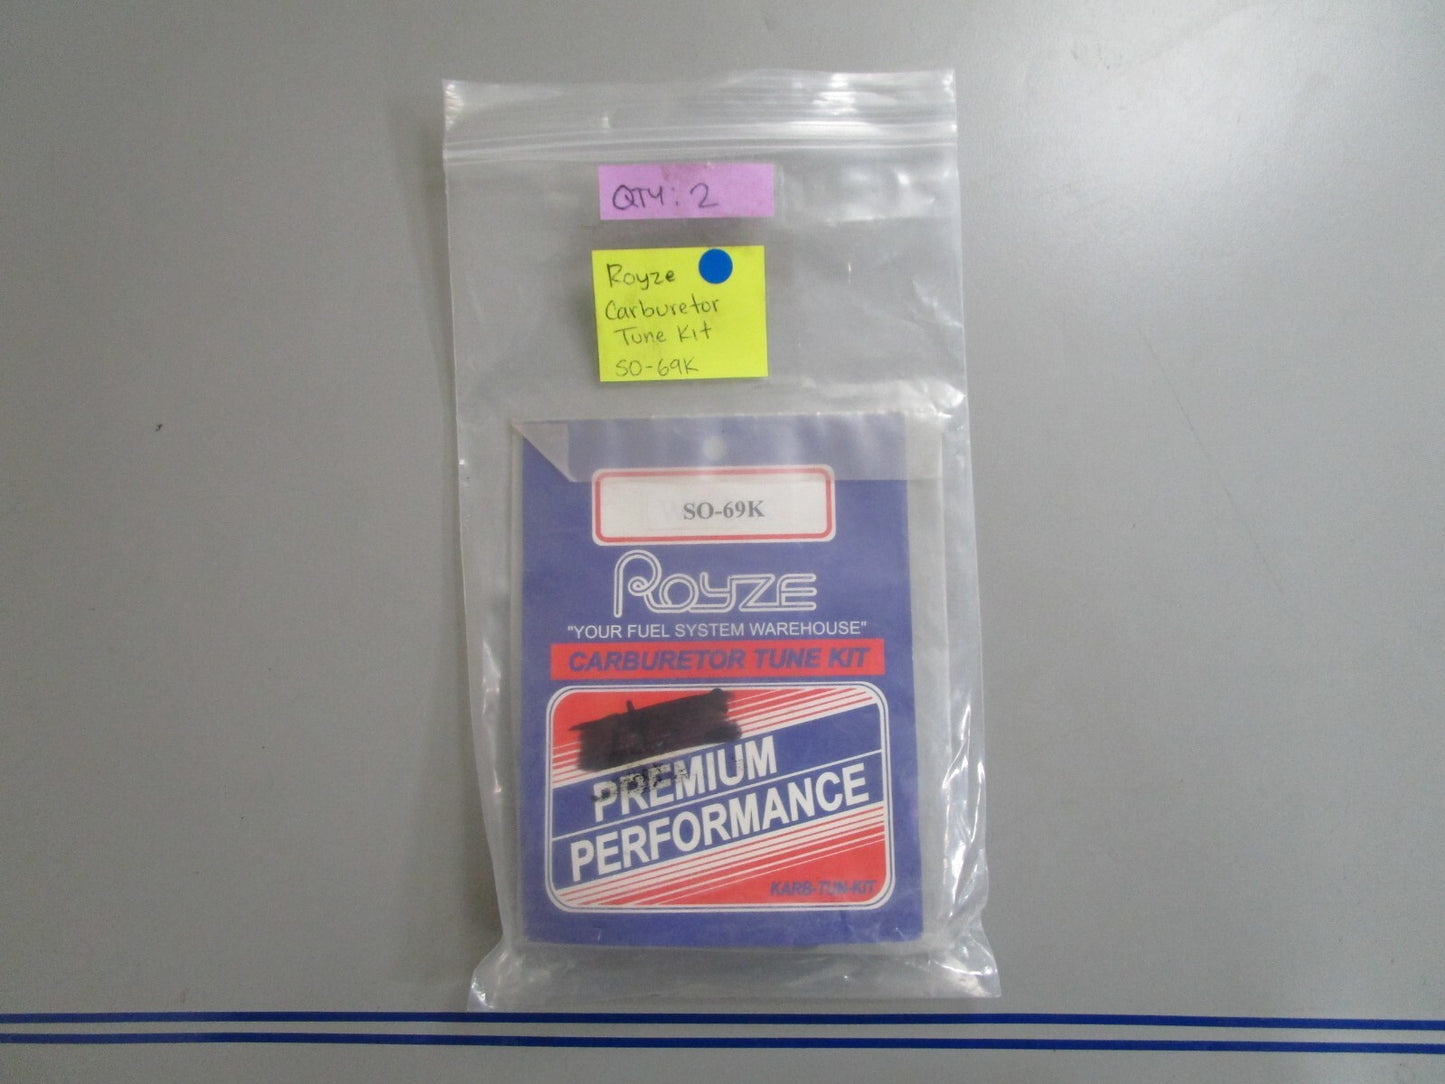 QTY: 2
Royze
Carburetor
Tune Kit
SO-69K
SO-69K
ROYZE
"YOUR FUEL SYSTEM WAREHOUSE"
CARBURETOR TUNE KIT
PREMIUM
PERFORMANCE
KARB-TUN-KIT